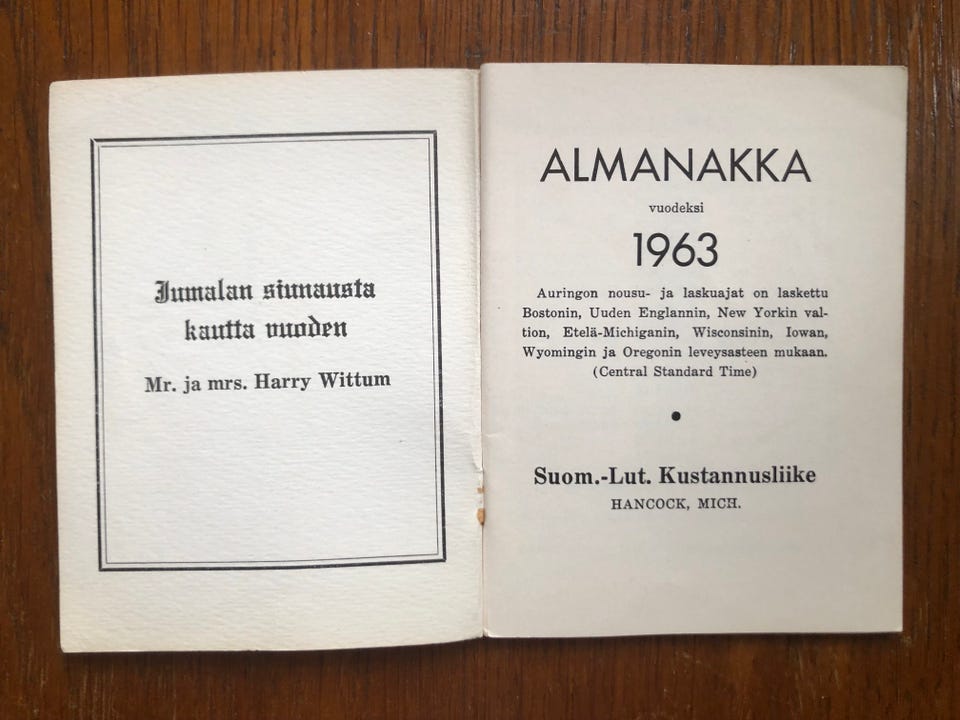 Jumalan siunausta
kautta vuoden
Mr. ja mrs. Harry Wittum
ALMANAKKA
vuodeksi
1963
Auringon nousu- ja laskuajat on laskettu
Bostonin, Uuden Englannin, New Yorkin val-
tion, Etelä-Michiganin, Wisconsinin, Iowan,
Wyomingin ja Oregonin leveysasteen mukaan.
(Central Standard Time)
Suom.-Lut. Kustannusliike
HANCOCK, MICH.